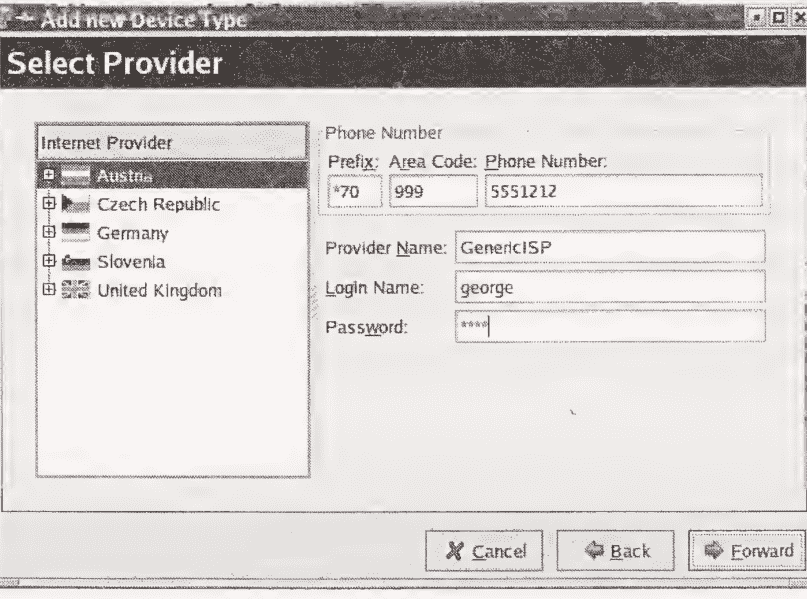 Add new Device Type
Select Provider
Internet Provider
Austria
Czech Republic
Germany
Slovenia
United Kingdom
Phone Number
Prefix: Area Code: Phone Number:
*70 999 5551212
Provider Name: GenericISP
Login Name: george
Password: ****
Cancel Back Forward